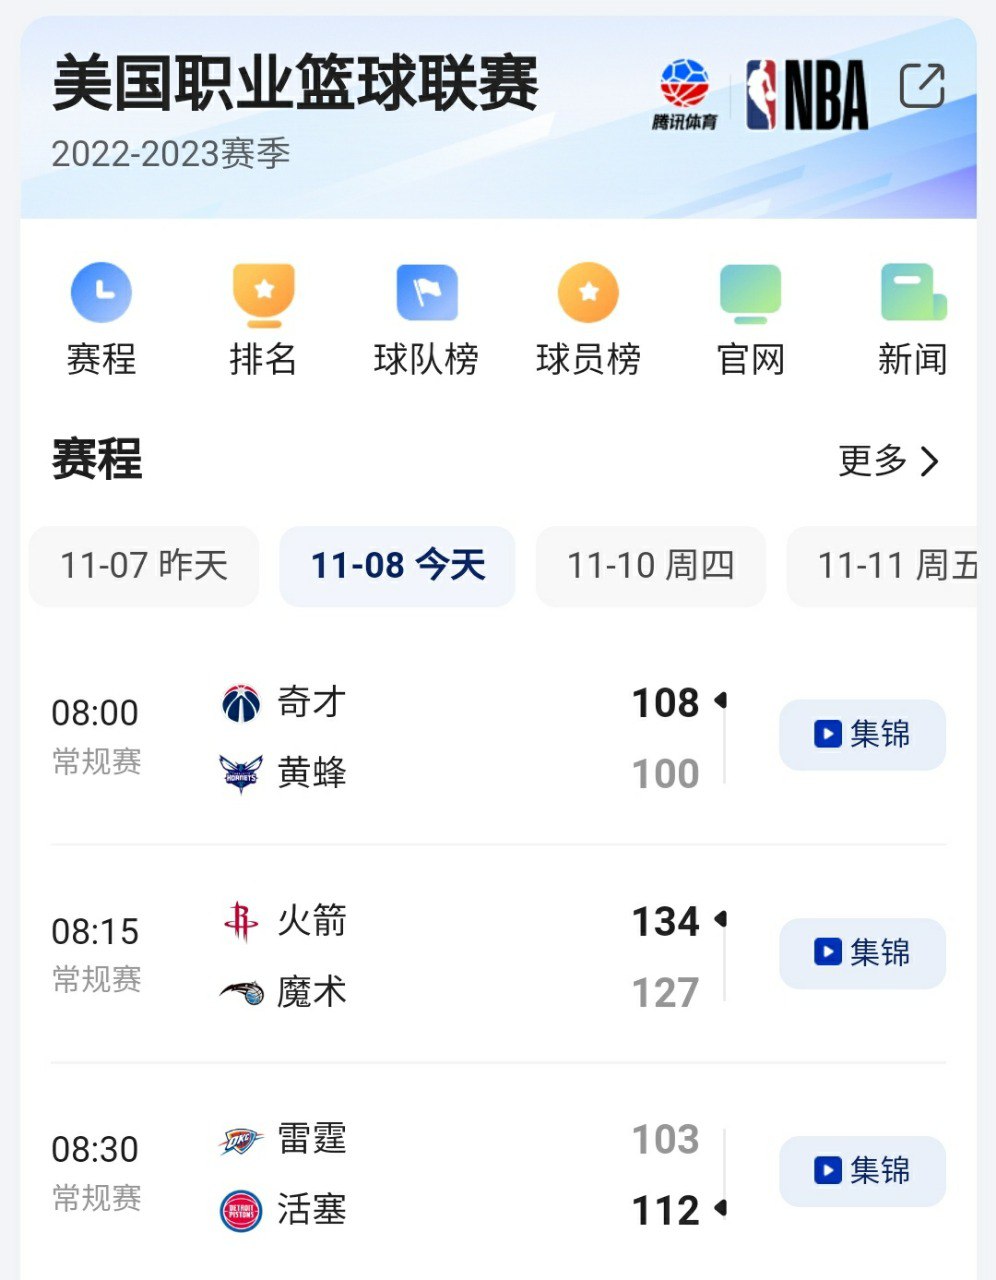 美国职业篮球联赛
2022-2023赛季
腾讯体育
NBA
赛程 排名 球队榜 球员榜 官网 新闻
赛程
更多
11-07 昨天 11-08 今天 11-10 周四 11-11 周五
08:00
常规赛
奇才 108
HORNETS
黄蜂 100
集锦
08:15
常规赛
火箭 134
魔术 127
集锦
08:30
常规赛
OKC
雷霆 103
DETROIT
PISTONS
活塞 112
集锦